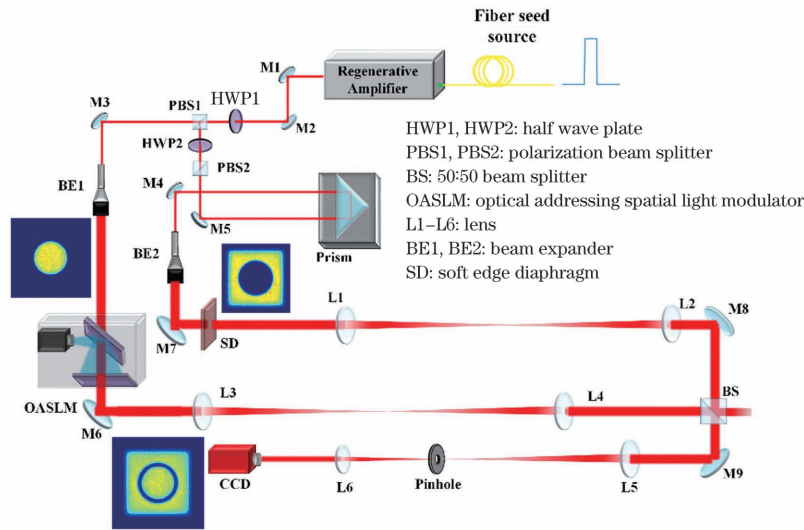 Fiber seed
source
Regenerative
Amplifier
M1
M2
M3
PBS1
HWP1
HWP2
PBS2
BE1
M4
M5
BE2
Prism
HWP1, HWP2: half wave plate
PBS1, PBS2: polarization beam splitter
BS: 50:50 beam splitter
OASLM: optical addressing spatial light modulator
L1–L6: lens
BE1, BE2: beam expander
SD: soft edge diaphragm
M7
SD
L1
L2
M8
OASLM
M6
L3
L4
BS
CCD
L6
Pinhole
L5
M9